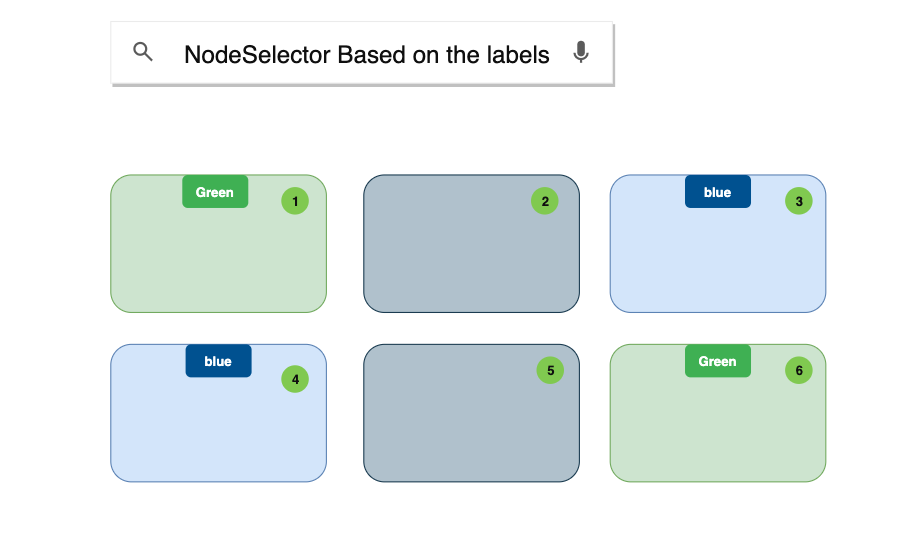 NodeSelector Based on the labels
Green
1
2
blue
3
blue
4
5
Green
6